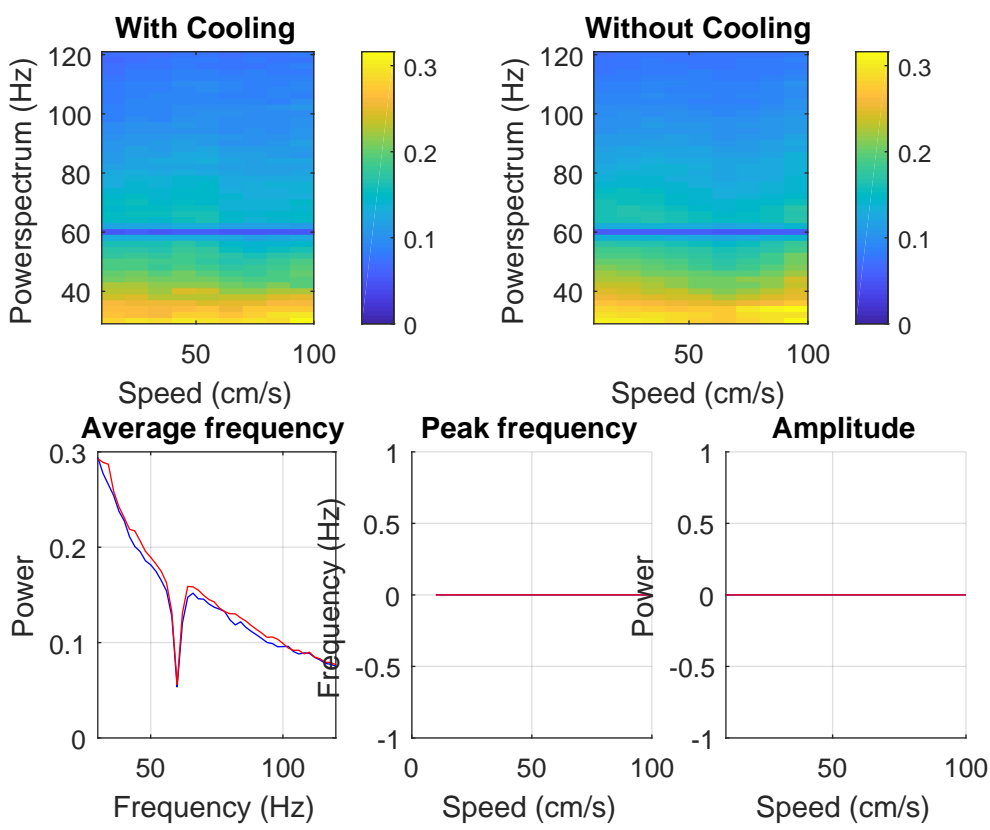 With Cooling
Powerspectrum (Hz)
120
100
80
60
40
50
100
Speed (cm/s)
0.3
0.2
0.1
0
Without Cooling
Powerspectrum (Hz)
120
100
80
60
40
50
100
Speed (cm/s)
0.3
0.2
0.1
0
Average frequency
Power
0.3
0.2
0.1
0
50
100
Frequency (Hz)
Peak frequency
Frequency (Hz)
1
0.5
0
-0.5
-1
0
50
100
Speed (cm/s)
Amplitude
Power
1
0.5
0
-0.5
-1
50
100
Speed (cm/s)